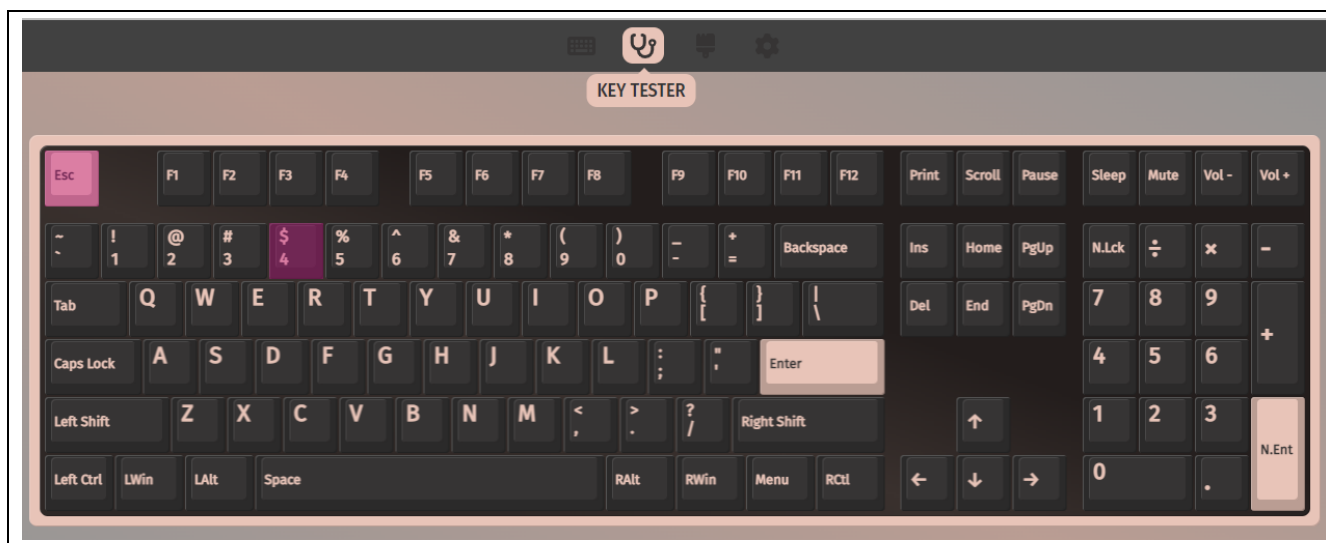 KEY TESTER
Esc F1 F2 F3 F4 F5 F6 F7 F8 F9 F10 F11 F12 Print Scroll Pause Sleep Mute Vol - Vol +
~ ! @ # $ % ^ & * ( ) _ +
` 1 2 3 4 5 6 7 8 9 0 - = Backspace Ins Home PgUp N.Lck ÷ × −
Tab Q W E R T Y U I O P { } |
[ ] \ Del End PgDn 7 8 9 +
Caps Lock A S D F G H J K L : "
; ' Enter 4 5 6
Left Shift Z X C V B N M < > ?
, . / Right Shift ↑ 1 2 3 N.Ent
Left Ctrl LWin LAlt Space RAlt RWin Menu RCtl ← ↓ → 0 .